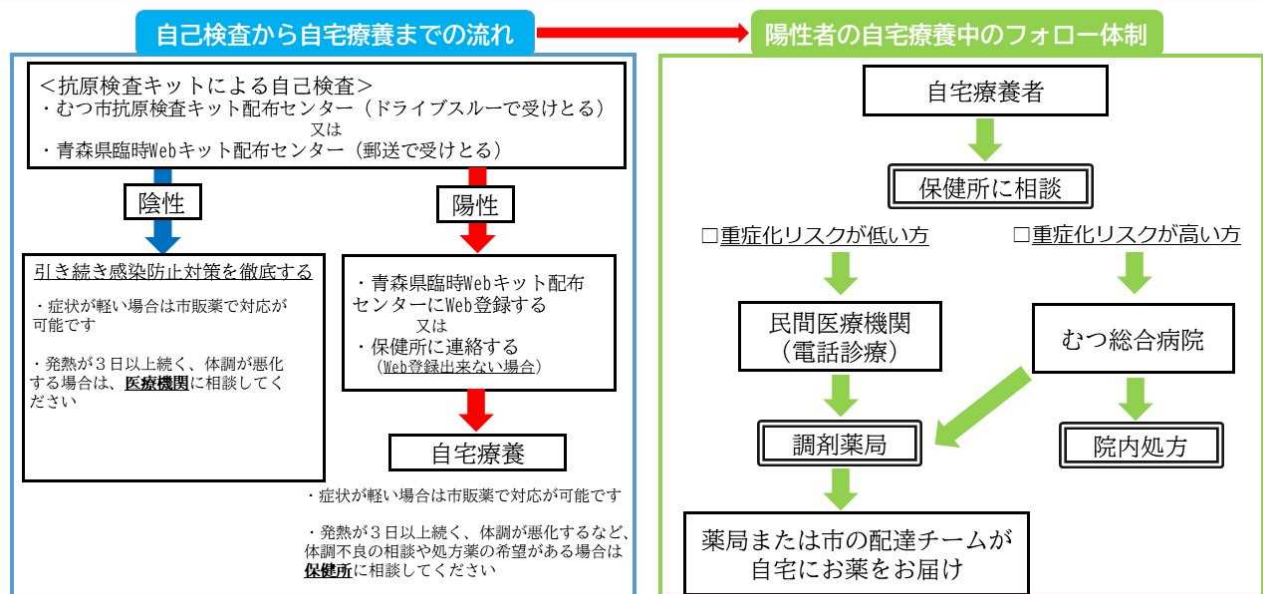 自己検査から自宅療養までの流れ
＜抗原検査キットによる自己検査＞
・むつ市抗原検査キット配布センター（ドライブスルーで受けとる）
又は
・青森県臨時Webキット配布センター（郵送で受けとる）
陰性
陽性
引き続き感染防止対策を徹底する
・症状が軽い場合は市販薬で対応が
可能です
・発熱が３日以上続く、体調が悪化
する場合は、医療機関に相談してく
ださい
・青森県臨時Webキット配布
センターにWeb登録する
又は
・保健所に連絡する
（Web登録出来ない場合）
自宅療養
・症状が軽い場合は市販薬で対応が可能です
・発熱が３日以上続く、体調が悪化するなど、
体調不良の相談や処方薬の希望がある場合は
保健所に相談してください
陽性者の自宅療養中のフォロー体制
自宅療養者
保健所に相談
□重症化リスクが低い方
□重症化リスクが高い方
民間医療機関
（電話診療）
むつ総合病院
調剤薬局
院内処方
薬局または市の配達チームが
自宅にお薬をお届け